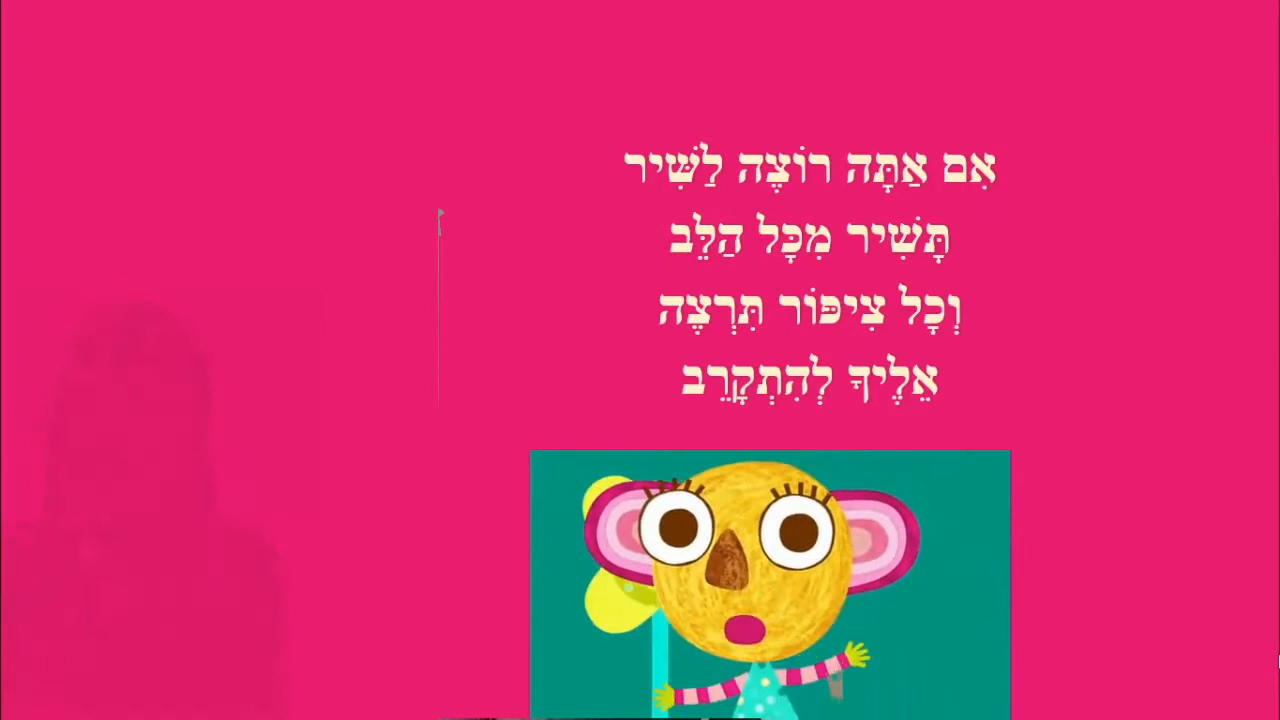 אִם אַתָּה רוֹצֶה לַשִּׁיר
תָּשִׁיר מִכָּל הַלֵּב
וְכָל צִיפּוֹר תִּרְצֶה
אֵלֶיךָ לְהִתְקָרֵב